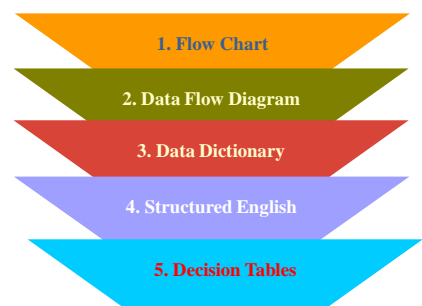 1. Flow Chart
2. Data Flow Diagram
3. Data Dictionary
4. Structured English
5. Decision Tables